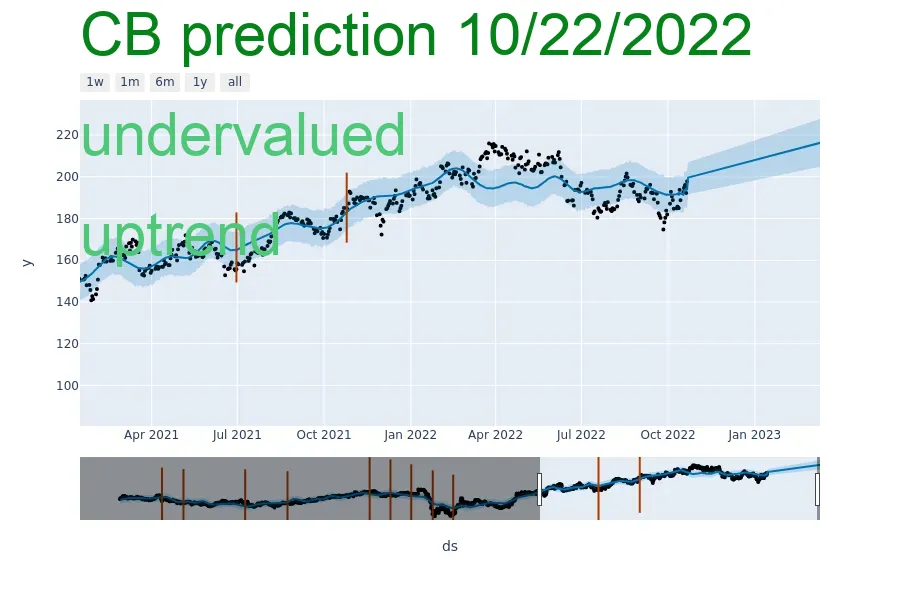 CB prediction 10/22/2022
1w 1m 6m 1y all
undervalued
uptrend
220
200
180
160
140
120
100
y
Apr 2021 Jul 2021 Oct 2021 Jan 2022 Apr 2022 Jul 2022 Oct 2022 Jan 2023
ds